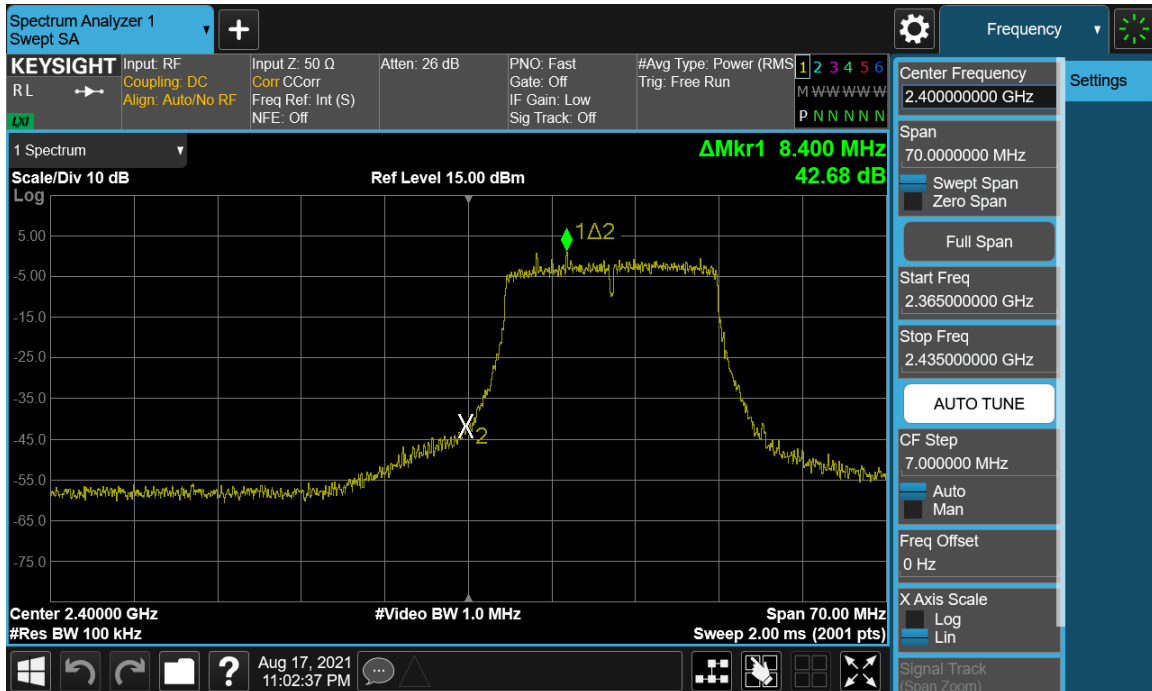 Spectrum Analyzer 1
Swept SA
+
Frequency
KEYSIGHT
R L
LXI
Input: RF
Coupling: DC
Align: Auto/No RF
Input Z: 50 Ω
Corr CCorr
Freq Ref: Int (S)
NFE: Off
Atten: 26 dB
PNO: Fast
Gate: Off
IF Gain: Low
Sig Track: Off
#Avg Type: Power (RMS
Trig: Free Run
1 2 3 4 5 6
M W W W W W
P N N N N N
1 Spectrum
ΔMkr1 8.400 MHz
42.68 dB
Scale/Div 10 dB
Ref Level 15.00 dBm
Log
5.00
-5.00
-15.0
-25.0
-35.0
-45.0
-55.0
-65.0
-75.0
1Δ2
X2
Center 2.40000 GHz
#Video BW 1.0 MHz
Span 70.00 MHz
#Res BW 100 kHz
Sweep 2.00 ms (2001 pts)
?
Aug 17, 2021
11:02:37 PM
Center Frequency
2.400000000 GHz
Span
70.0000000 MHz
Swept Span
Zero Span
Full Span
Start Freq
2.365000000 GHz
Stop Freq
2.435000000 GHz
AUTO TUNE
CF Step
7.000000 MHz
Auto
Man
Freq Offset
0 Hz
X Axis Scale
Log
Lin
Signal Track
(Span Zoom)
Settings